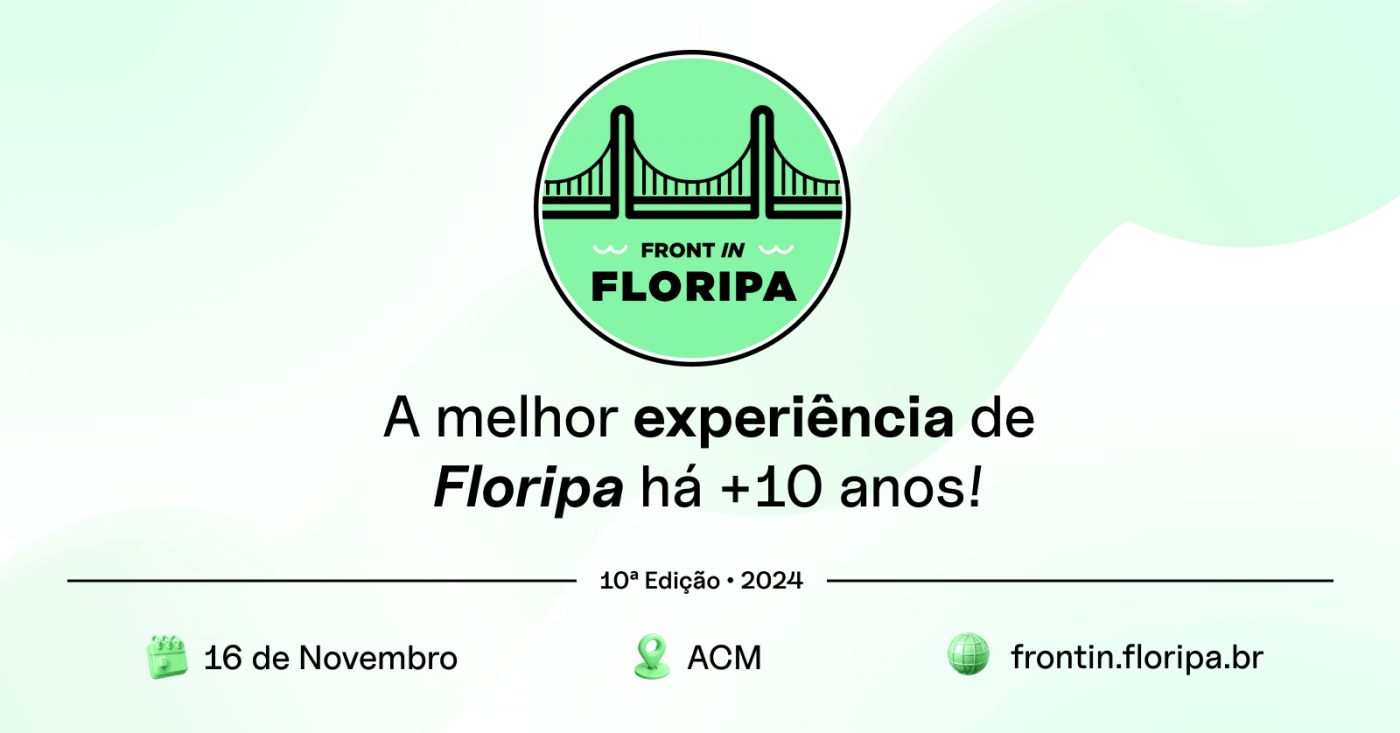 FRONT IN
FLORIPA
A melhor experiência de
Floripa há +10 anos!
10ª Edição • 2024
16 de Novembro
ACM
frontin.floripa.br